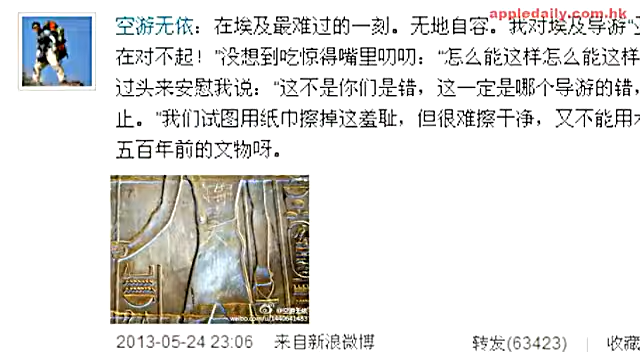 appledaily.com.hk
空游无依：在埃及最难过的一刻。无地自容。我对埃及导游“
在对不起！”没想到吃惊得嘴里叨叨：“怎么能这样怎么能这样
过头来安慰我说：“这不是你们是错，这一定是哪个导游的错，
止。”我们试图用纸巾擦掉这羞耻，但很难擦干净，又不能用
五百年前的文物呀。
@空游无依
2013-05-24 23:06 来自新浪微博 转发(63423) | 收藏